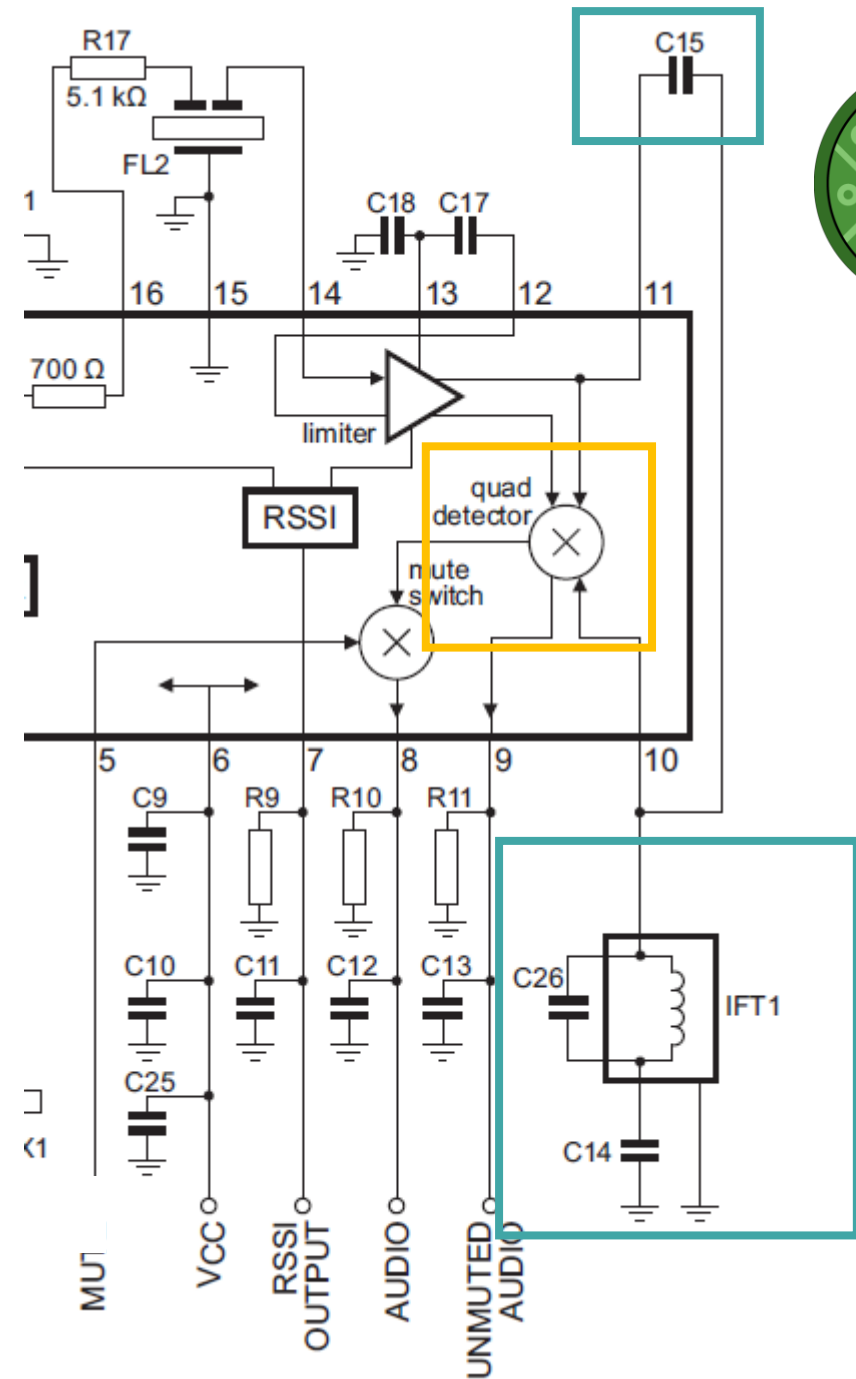 R17
C15
5.1 kΩ
FL2
C18 C17
1
16 15 14 13 12 11
700 Ω
limiter
quad
detector
RSSI
mute
switch
5 6 7 8 9 10
C9 R9 R10 R11
C10 C11 C12 C13 C26
IFT1
C25
C14
X1
VCC
RSSI
OUTPUT
AUDIO
UNMUTED
AUDIO